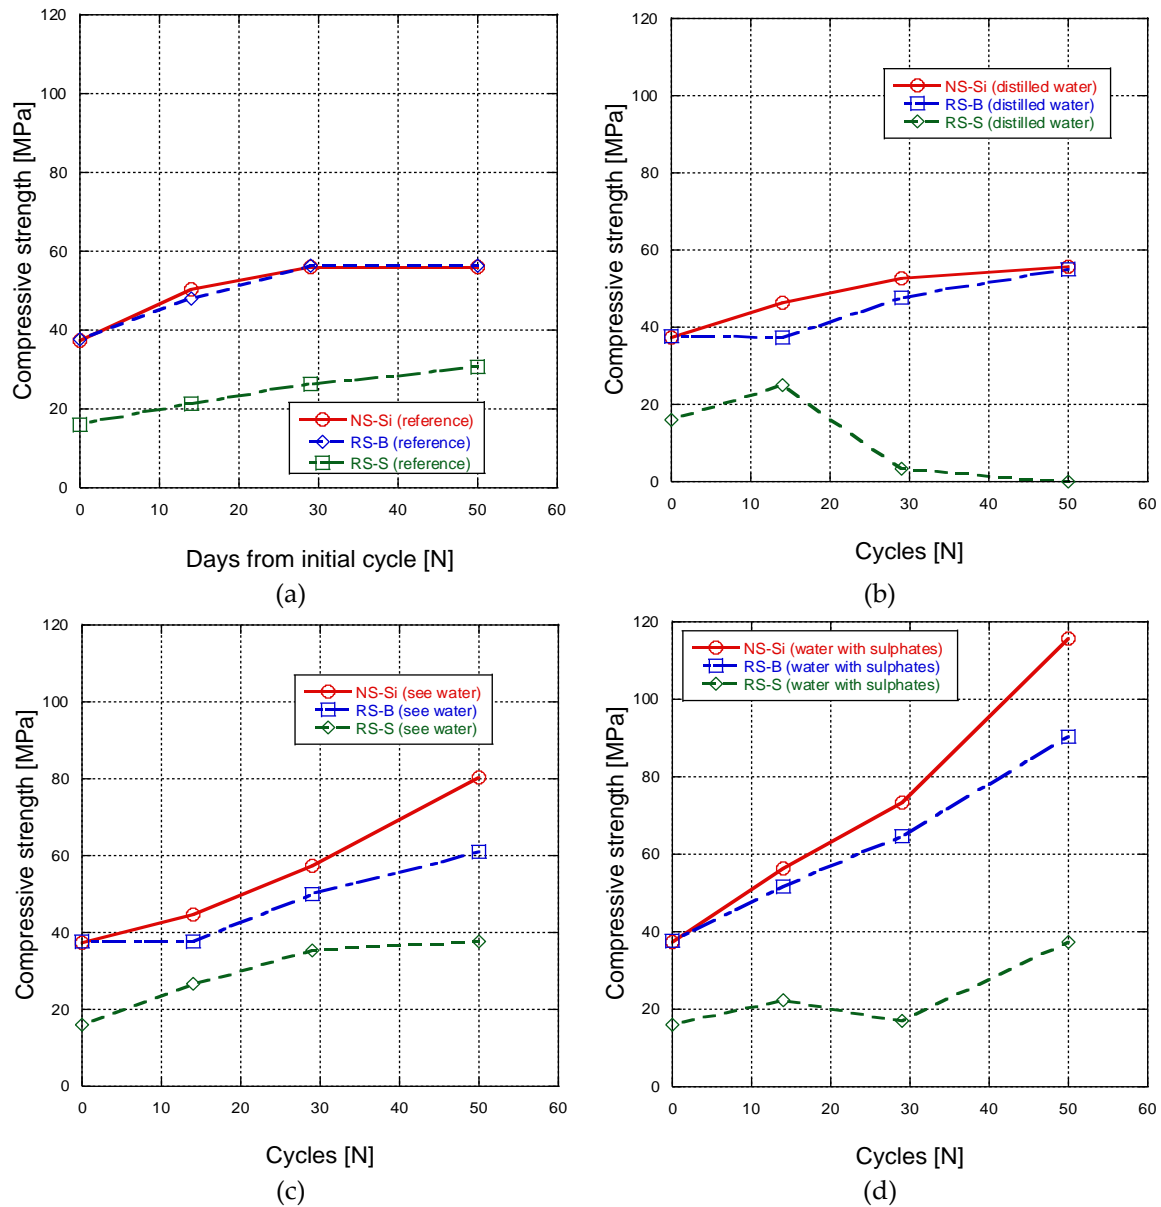 120
100
80
60
40
20
0
Compressive strength [MPa]
NS-Si (reference)
RS-B (reference)
RS-S (reference)
0 10 20 30 40 50 60
Days from initial cycle [N]
(a)
120
100
80
60
40
20
0
Compressive strength [MPa]
NS-Si (distilled water)
RS-B (distilled water)
RS-S (distilled water)
0 10 20 30 40 50 60
Cycles [N]
(b)
120
100
80
60
40
20
0
Compressive strength [MPa]
NS-Si (see water)
RS-B (see water)
RS-S (see water)
0 10 20 30 40 50 60
Cycles [N]
(c)
120
100
80
60
40
20
0
Compressive strength [MPa]
NS-Si (water with sulphates)
RS-B (water with sulphates)
RS-S (water with sulphates)
0 10 20 30 40 50 60
Cycles [N]
(d)